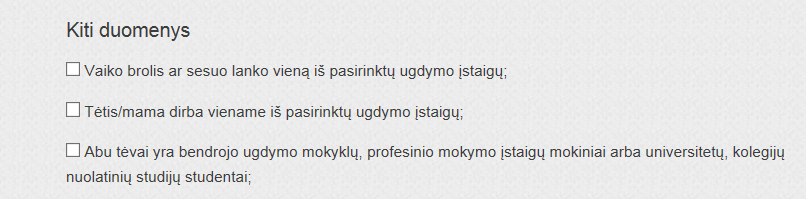 Kiti duomenys
Vaiko brolis ar sesuo lanko vieną iš pasirinktų ugdymo įstaigų;
Tėtis/mama dirba viename iš pasirinktų ugdymo įstaigų;
Abu tėvai yra bendrojo ugdymo mokyklų, profesinio mokymo įstaigų mokiniai arba universitetų, kolegijų
nuolatinių studijų studentai;